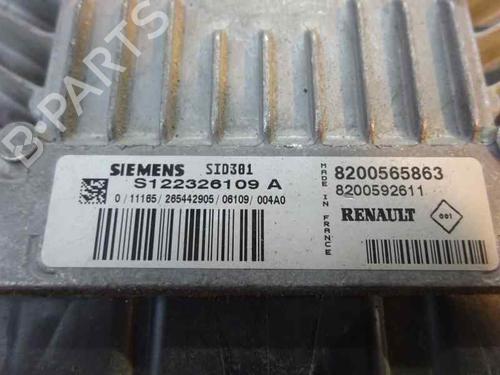 B-PARTS
SIEMENS SID301
S122326109 A
0 / 11165 / 265442905 / 06109 / 004A0
MADE IN FRANCE
8200565863
8200592611
RENAULT
001